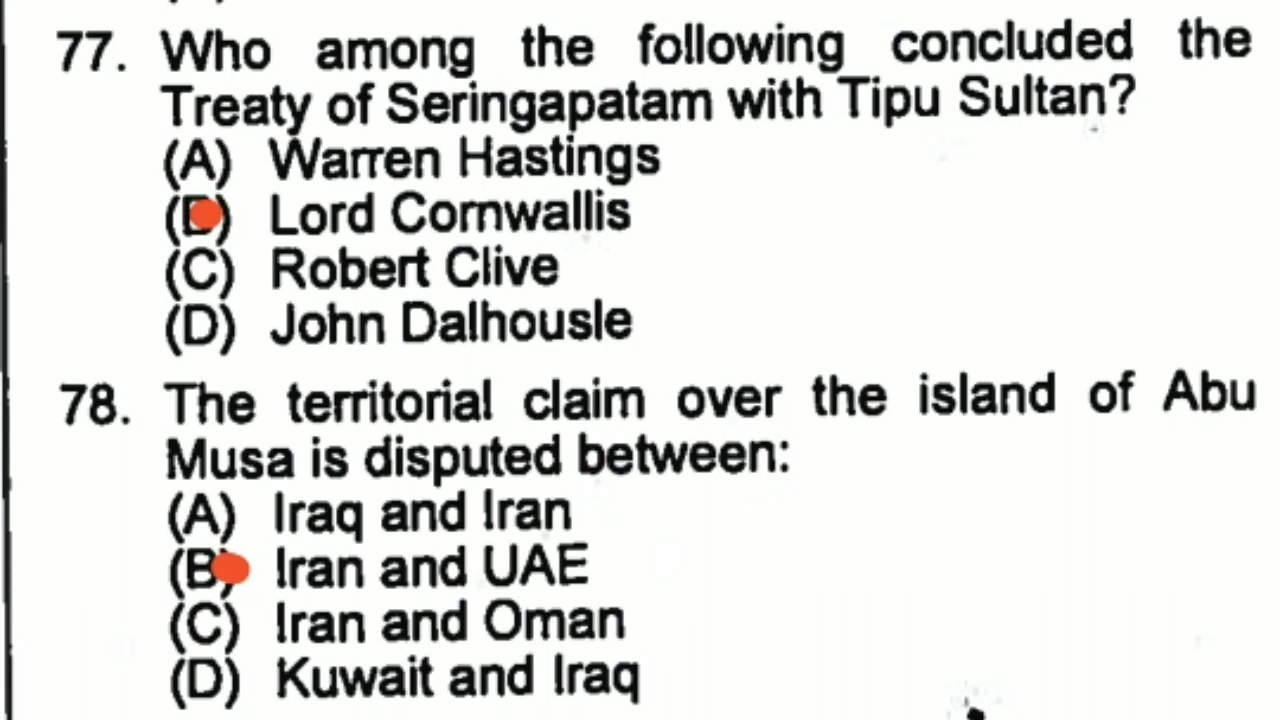 77. Who among the following concluded the
Treaty of Seringapatam with Tipu Sultan?
(A) Warren Hastings
(B) Lord Cornwallis
(C) Robert Clive
(D) John Dalhousle
78. The territorial claim over the island of Abu
Musa is disputed between:
(A) Iraq and Iran
(B) Iran and UAE
(C) Iran and Oman
(D) Kuwait and Iraq